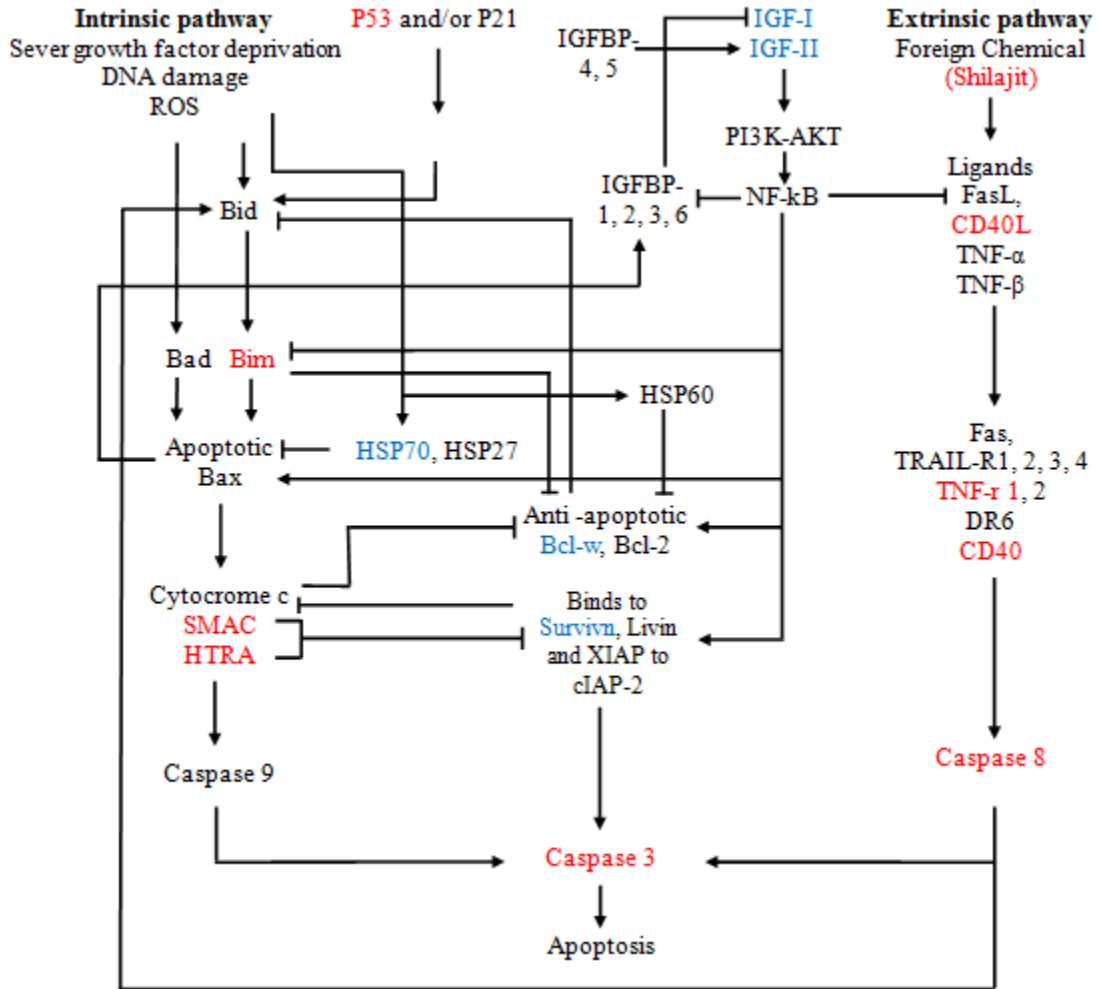 Intrinsic pathway
Sever growth factor deprivation
DNA damage
ROS
P53 and/or P21
IGFBP-
4, 5
IGF-I
IGF-II
Extrinsic pathway
Foreign Chemical
(Shilajit)
PI3K-AKT
Bid
IGFBP-
1, 2, 3, 6
NF-kB
Ligands
FasL,
CD40L
TNF-α
TNF-β
Bad Bim
HSP60
Apoptotic
Bax
HSP70, HSP27
Fas,
TRAIL-R1, 2, 3, 4
TNF-r 1, 2
DR6
CD40
Anti -apoptotic
Bcl-w, Bcl-2
Cytocrome c
SMAC
HTRA
Binds to
Survivn, Livin
and XIAP to
cIAP-2
Caspase 9
Caspase 8
Caspase 3
Apoptosis